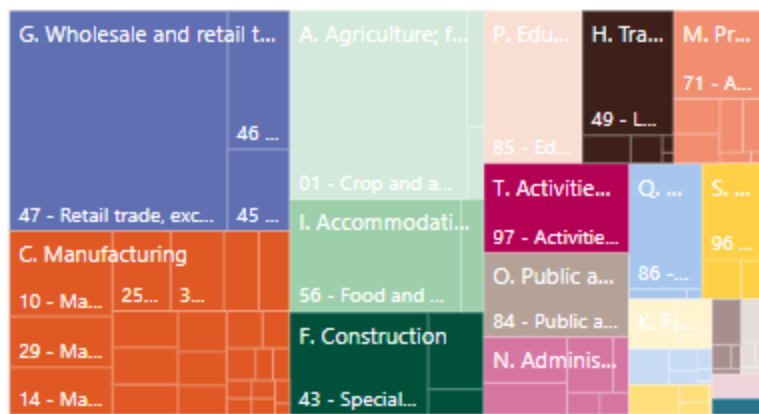 G. Wholesale and retail t...
46 ...
47 - Retail trade, exc...
45 ...
C. Manufacturing
10 - Ma...
25...
3...
29 - Ma...
14 - Ma...
A. Agriculture; f...
01 - Crop and a...
I. Accommodati...
56 - Food and ...
F. Construction
43 - Special...
P. Edu...
85 - Ed...
H. Tra...
49 - L...
M. Pr...
71 - A...
T. Activitie...
97 - Activitie...
O. Public a...
84 - Public a...
N. Adminis...
Q. ...
86 -...
S. ...
96 ...
K. Fi...